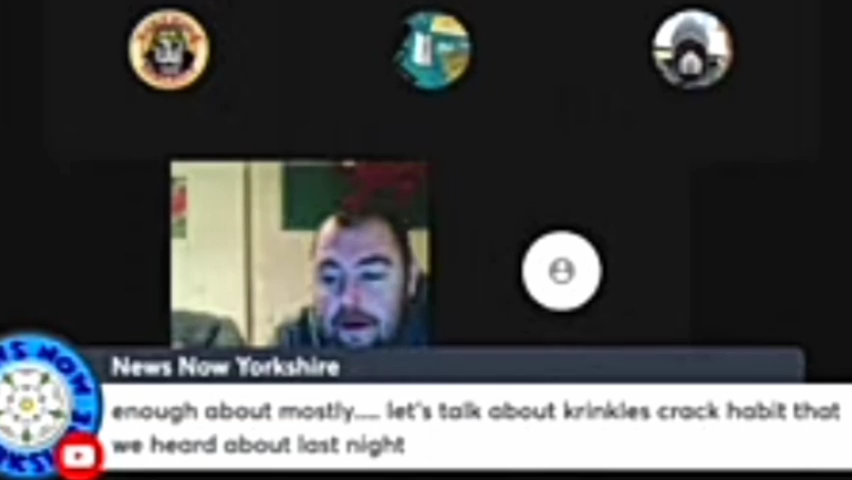 News Now Yorkshire
enough about mostly.... let's talk about krinkles crack habit that
we heard about last night